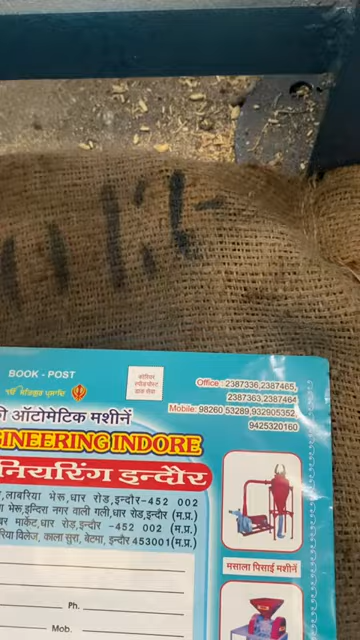 BOOK - POST
कोरियर,
स्पीड पोस्ट
डाक सेवा
Office : 2387336,2387465,
2387363,2387464
Mobile: 98260 53289,932905352,
9425320160
ऑटोमेटिक मशीनें
GINEERING INDORE
नियरिंग इन्दौर
लाबरिया भेरू,धार रोड,इन्दौर-452 002
भेरू,इन्दिरा नगर वाली गली,धार रोड,इन्दौर (म.प्र.)
मार्केट,धार रोड,इन्दौर -452 002 (म.प्र.)
विलेज, काला सुरा, बेटमा, इन्दौर 453001(म.प्र.)
मसाला पिसाई मशीनें
Ph.
Mob.